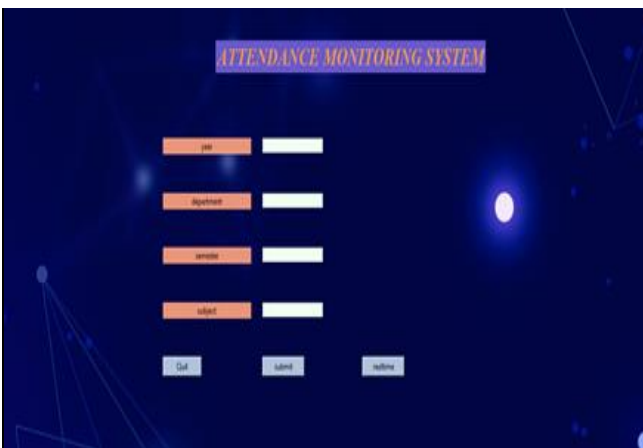 ATTENDANCE MONITORING SYSTEM
year
department
semester
subject
Quit submit realtime